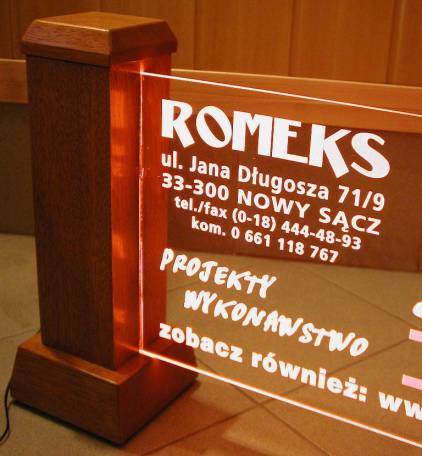 ROMEKS
ul. Jana Długosza 71/9
33-300 NOWY SĄCZ
tel./fax (0-18) 444-48-93
kom. 0 661 118 767
PROJEKTY
WYKONAWSTWO
zobacz również: ww